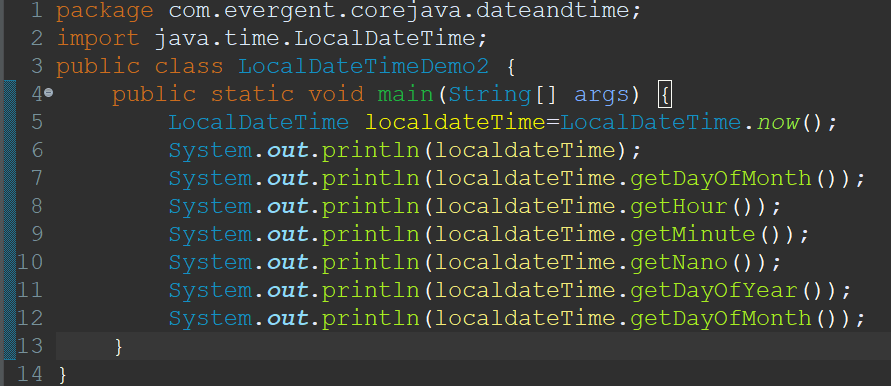 1 package com.evergent.corejava.dateandtime;
2 import java.time.LocalDateTime;
3 public class LocalDateTimeDemo2 {
4     public static void main(String[] args) {
5         LocalDateTime localdateTime=LocalDateTime.now();
6         System.out.println(localdateTime);
7         System.out.println(localdateTime.getDayOfMonth());
8         System.out.println(localdateTime.getHour());
9         System.out.println(localdateTime.getMinute());
10         System.out.println(localdateTime.getNano());
11         System.out.println(localdateTime.getDayOfYear());
12         System.out.println(localdateTime.getDayOfMonth());
13     }
14 }